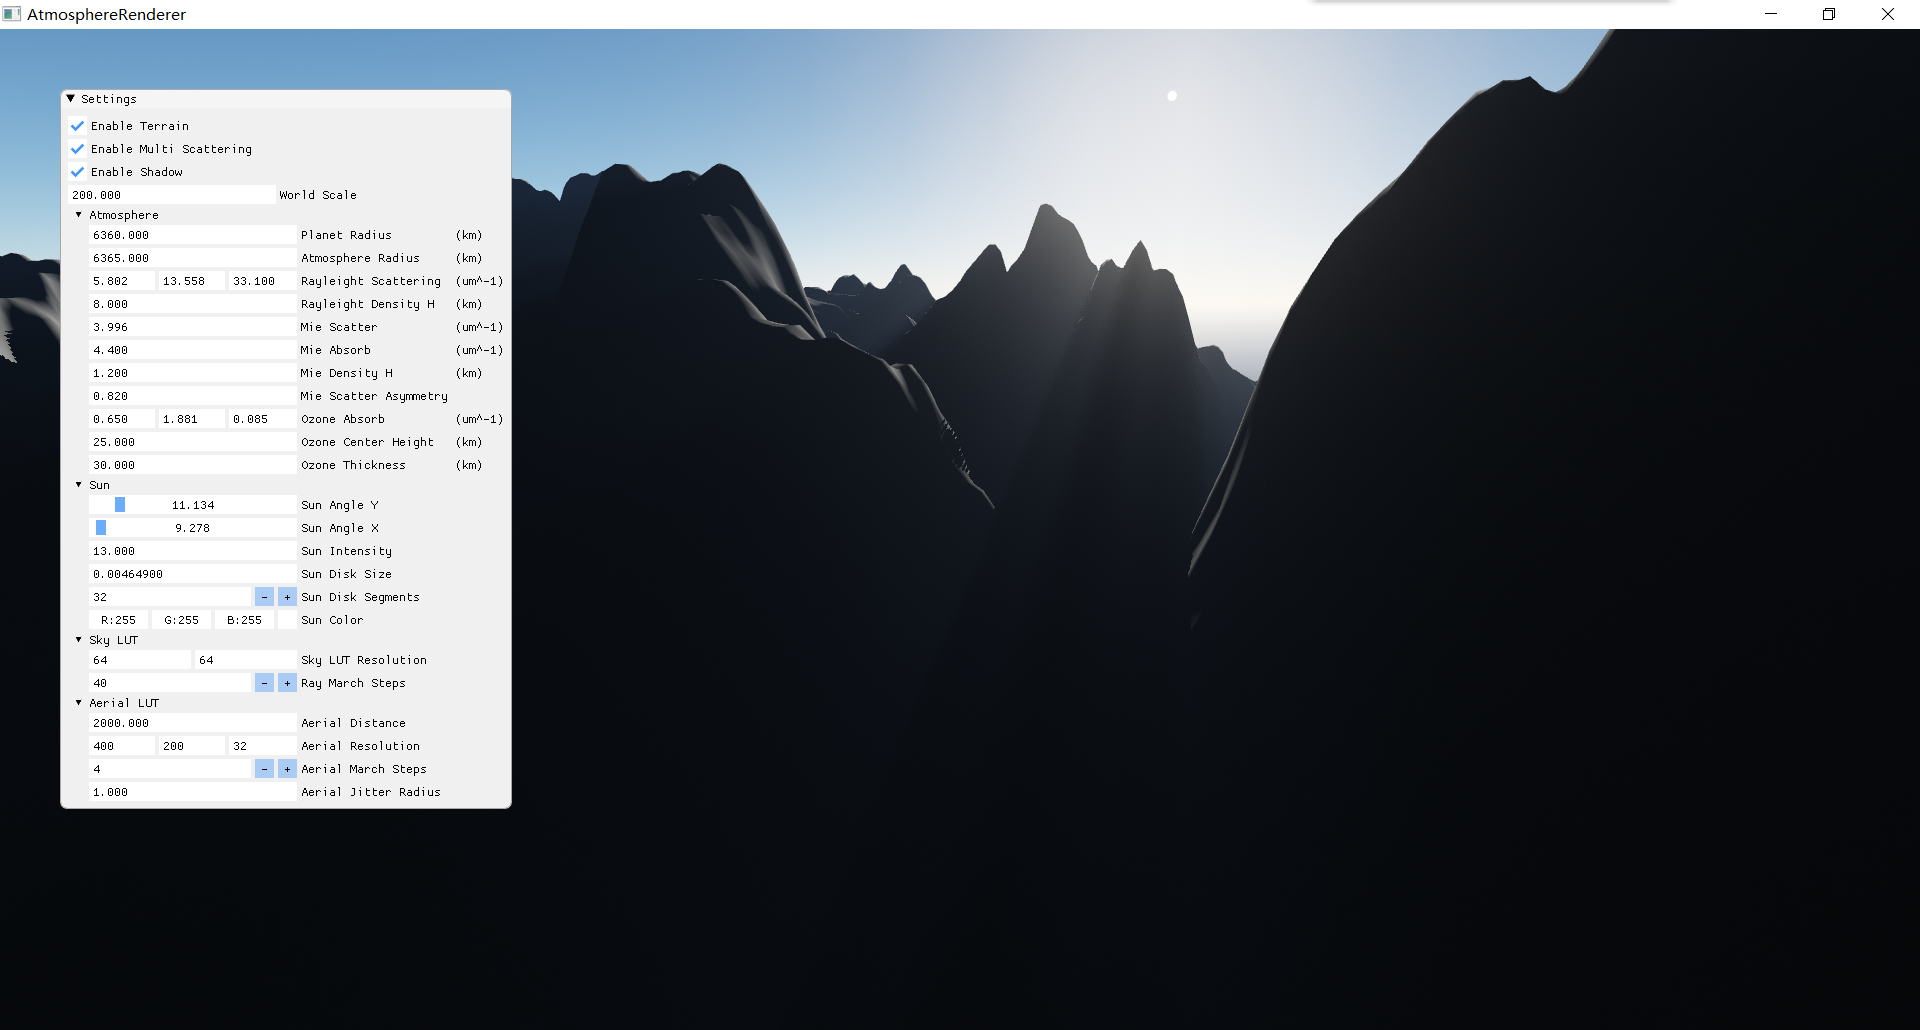 AtmosphereRenderer
Settings
Enable Terrain
Enable Multi Scattering
Enable Shadow
200.000 World Scale
Atmosphere
6360.000 Planet Radius (km)
6365.000 Atmosphere Radius (km)
5.802 13.558 33.100 Rayleight Scattering (um^-1)
8.000 Rayleight Density H (km)
3.996 Mie Scatter (um^-1)
4.400 Mie Absorb (um^-1)
1.200 Mie Density H (km)
0.820 Mie Scatter Asymmetry
0.650 1.881 0.085 Ozone Absorb (um^-1)
25.000 Ozone Center Height (km)
30.000 Ozone Thickness (km)
Sun
11.134 Sun Angle Y
9.278 Sun Angle X
13.000 Sun Intensity
0.00464900 Sun Disk Size
32 - + Sun Disk Segments
R:255 G:255 B:255 Sun Color
Sky LUT
64 64 Sky LUT Resolution
40 - + Ray March Steps
Aerial LUT
2000.000 Aerial Distance
400 200 32 Aerial Resolution
4 - + Aerial March Steps
1.000 Aerial Jitter Radius